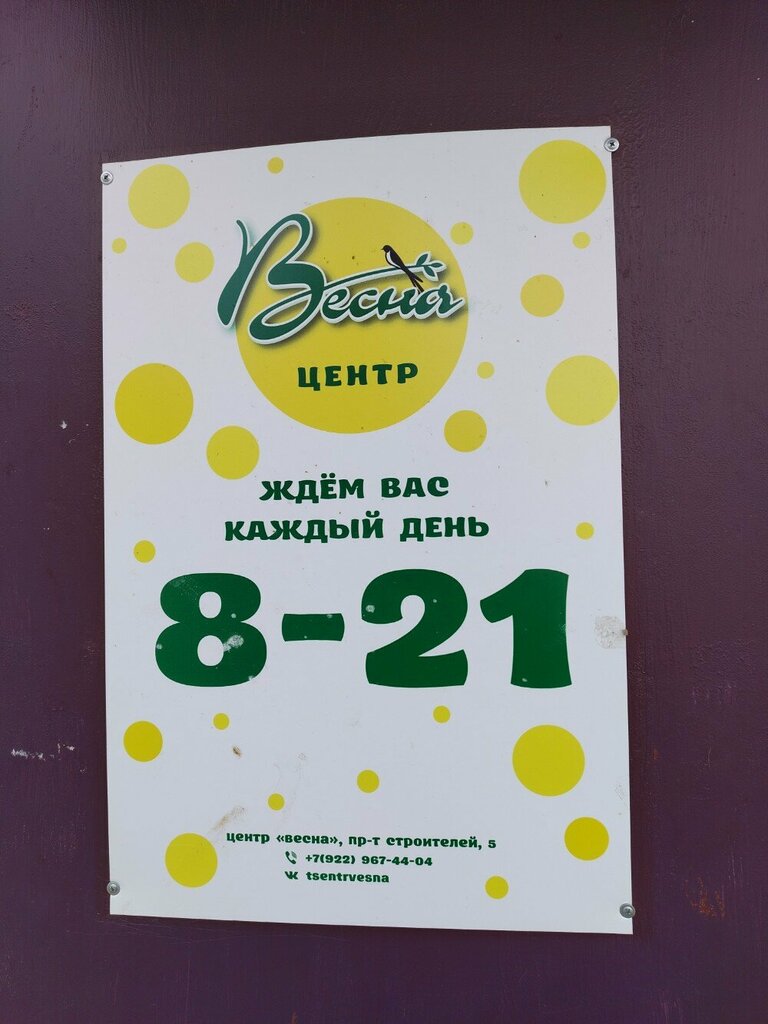 Весна
ЦЕНТР
ЖДЁМ ВАС
КАЖДЫЙ ДЕНЬ
8-21
центр «весна», пр-т строителей, 5
+7(922) 967-44-04
tsentrvesna